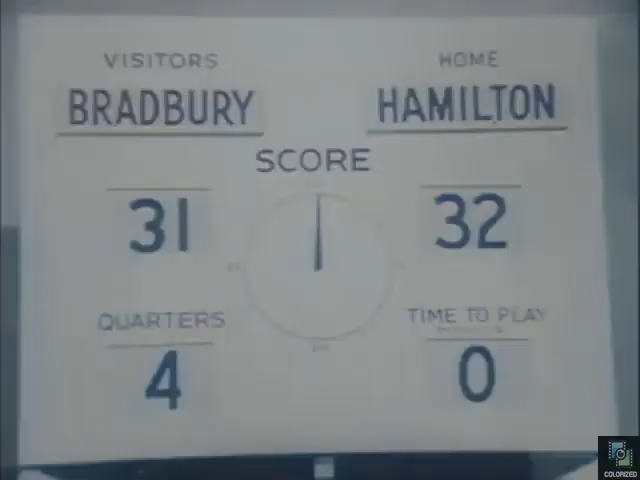 VISITORS HOME
BRADBURY HAMILTON
SCORE
31 32
QUARTERS TIME TO PLAY
4 0
COLORIZED